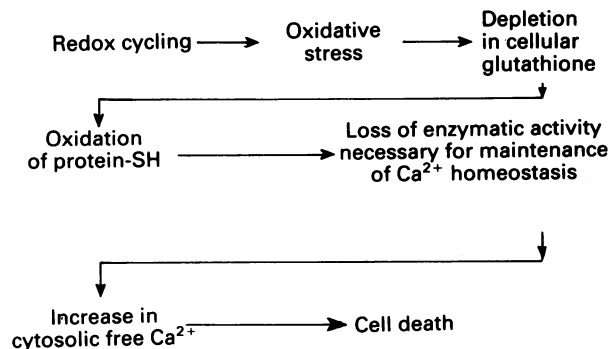 Redox cycling
Oxidative
stress
Depletion
in cellular
glutathione
Oxidation
of protein-SH
Loss of enzymatic activity
necessary for maintenance
of Ca²⁺ homeostasis
Increase in
cytosolic free Ca²⁺
Cell death